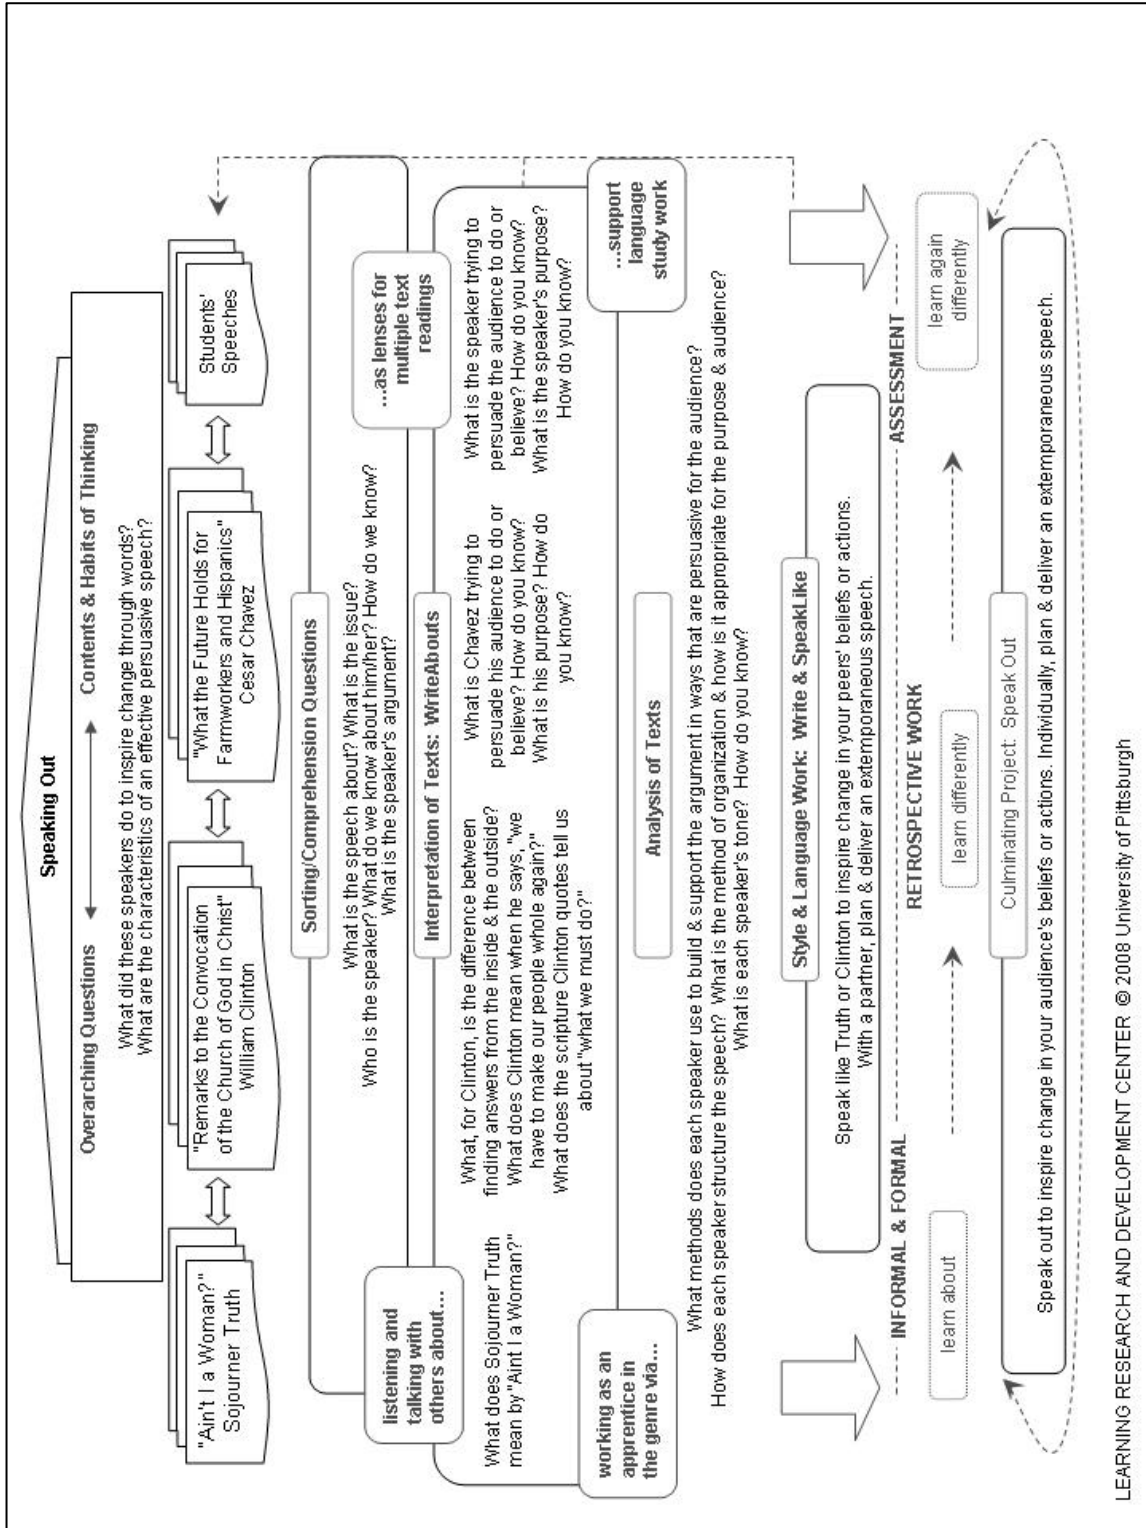 Speaking Out
Overarching Questions
Contents & Habits of Thinking
What did these speakers do to inspire change through words?
What are the characteristics of an effective persuasive speech?
"Ain't I a Woman?"
Sojourner Truth
"Remarks to the Convocation
of the Church of God in Christ"
William Clinton
"What the Future Holds for
Farmworkers and Hispanics"
Cesar Chavez
Students'
Speeches
Sorting/Comprehension Questions
What is the speech about? What is the issue?
Who is the speaker? What do we know about him/her? How do we know?
What is the speaker's argument?
listening and
talking with
others about...
Interpretation of Texts: WriteAbouts
...as lenses for
multiple text
readings
What does Sojourner Truth
mean by "Aint I a Woman?"
What, for Clinton, is the difference between
finding answers from the inside & the outside?
What does Clinton mean when he says, "we
have to make our people whole again?"
What does the scripture Clinton quotes tell us
about "what we must do?"
What is Chavez trying to
persuade his audience to do or
believe? How do you know?
What is his purpose? How do
you know?
What is the speaker trying to
persuade the audience to do or
believe? How do you know?
What is the speaker's purpose?
How do you know?
working as an
apprentice in
the genre via...
Analysis of Texts
...support
language
study work
What methods does each speaker use to build & support the argument in ways that are persuasive for the audience?
How does each speaker structure the speech? What is the method of organization & how is it appropriate for the purpose & audience?
What is each speaker's tone? How do you know?
Style & Language Work: Write & SpeakLike
Speak like Truth or Clinton to inspire change in your peers' beliefs or actions.
With a partner, plan & deliver an extemporaneous speech.
INFORMAL & FORMAL
RETROSPECTIVE WORK
ASSESSMENT
learn about
learn differently
learn again
differently
Culminating Project: Speak Out
Speak out to inspire change in your audience's beliefs or actions. Individually, plan & deliver an extemporaneous speech.
LEARNING RESEARCH AND DEVELOPMENT CENTER © 2008 University of Pittsburgh